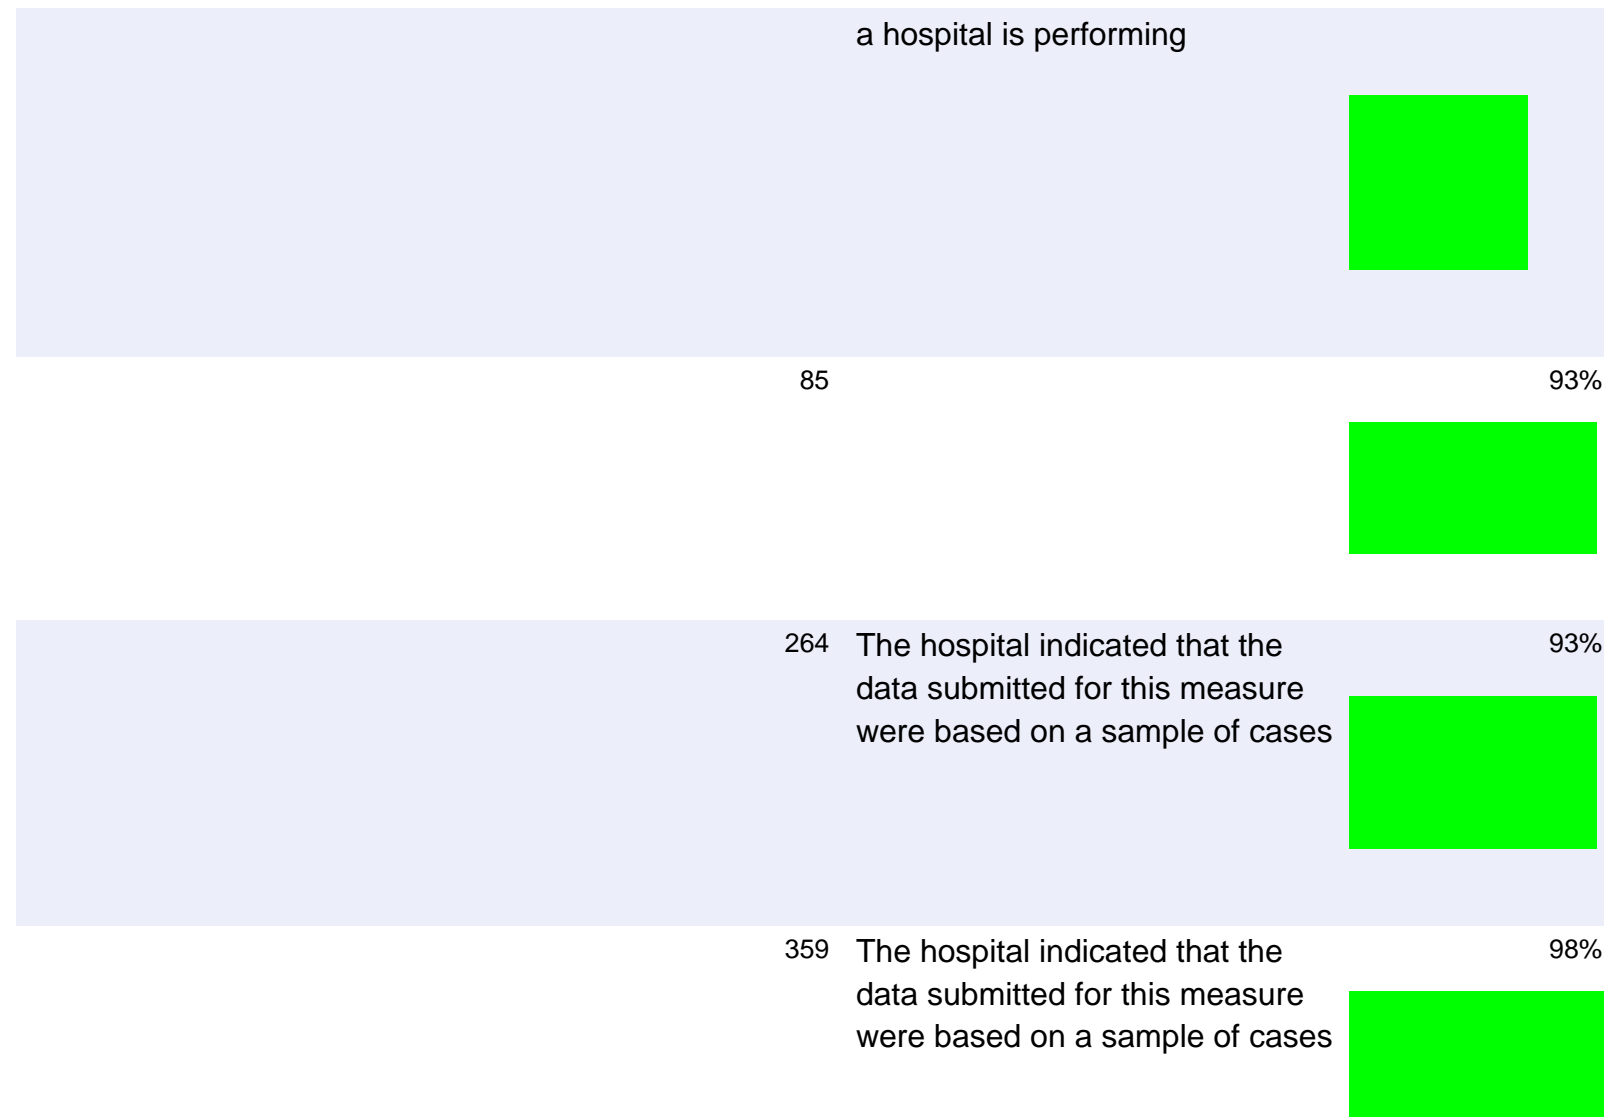 a hospital is performing
85 93%
264 The hospital indicated that the 93%
data submitted for this measure
were based on a sample of cases
359 The hospital indicated that the 98%
data submitted for this measure
were based on a sample of cases